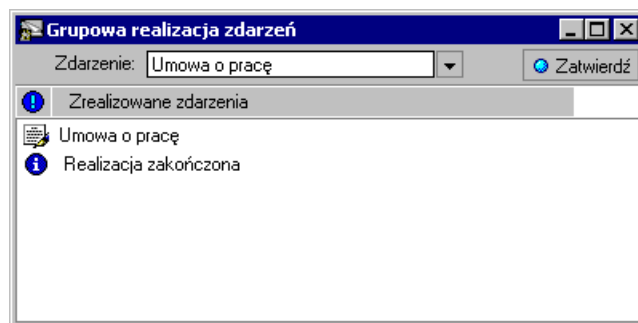 Grupowa realizacja zdarzeń
Zdarzenie: Umowa o pracę Zatwierdź
Zrealizowane zdarzenia
Umowa o pracę
Realizacja zakończona